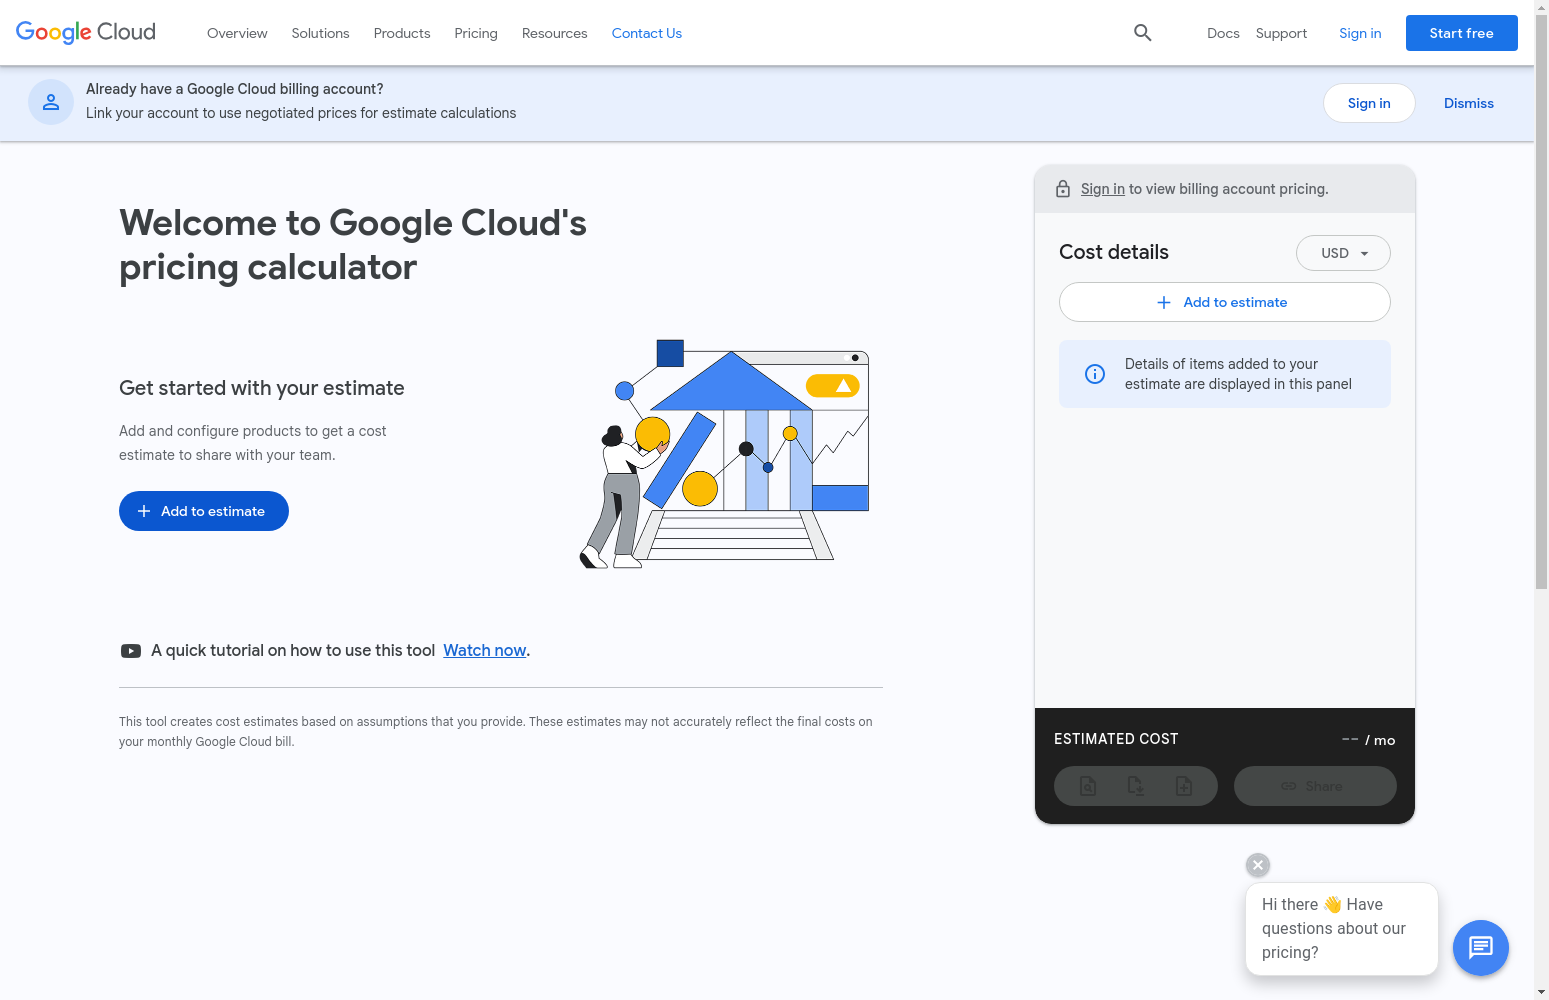 Google Cloud
Overview
Solutions
Products
Pricing
Resources
Contact Us
Docs
Support
Sign in
Start free
Already have a Google Cloud billing account?
Link your account to use negotiated prices for estimate calculations
Sign in
Dismiss
Welcome to Google Cloud's
pricing calculator
Get started with your estimate
Add and configure products to get a cost
estimate to share with your team.
Add to estimate
A quick tutorial on how to use this tool Watch now.
This tool creates cost estimates based on assumptions that you provide. These estimates may not accurately reflect the final costs on
your monthly Google Cloud bill.
Sign in to view billing account pricing.
Cost details
USD
Add to estimate
Details of items added to your
estimate are displayed in this panel
ESTIMATED COST
-- / mo
Share
Hi there 👋 Have
questions about our
pricing?